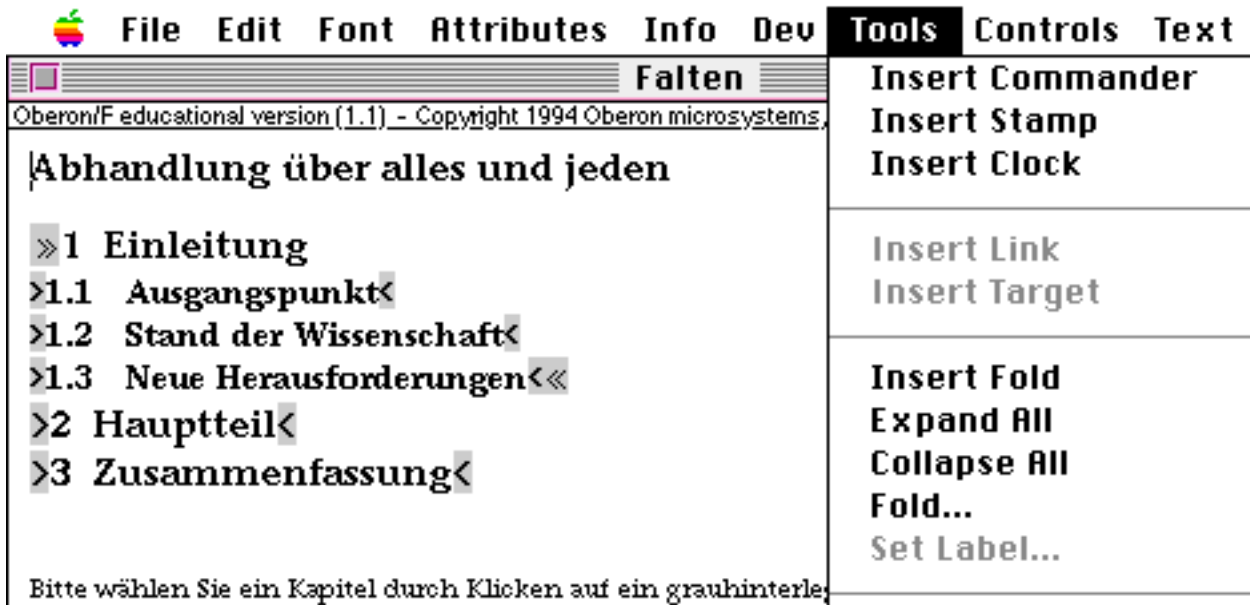 File Edit Font Attributes Info Dev Tools Controls Text
Falten
Oberon/F educational version (1.1) - Copyright 1994 Oberon microsystems,
Abhandlung über alles und jeden
»1 Einleitung
>1.1 Ausgangspunkt<
>1.2 Stand der Wissenschaft<
>1.3 Neue Herausforderungen<«
>2 Hauptteil<
>3 Zusammenfassung<
Bitte wählen Sie ein Kapitel durch Klicken auf ein
Insert Commander
Insert Stamp
Insert Clock
Insert Link
Insert Target
Insert Fold
Expand All
Collapse All
Fold...
Set Label...